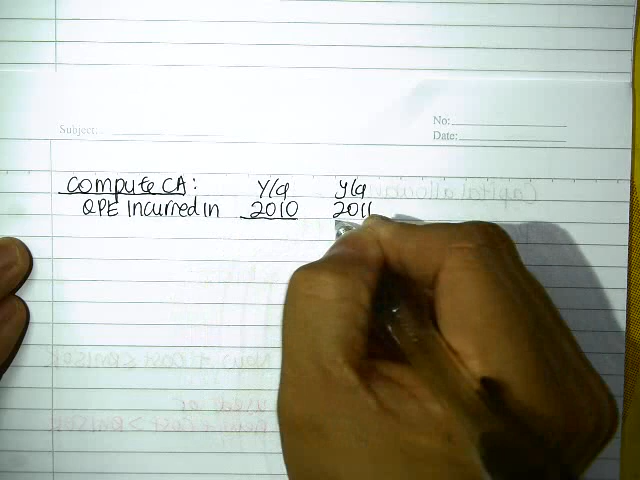 Subject:
No:
Date:
Compute CA: Y/a Y/a
QPE Incurred in 2010 2011